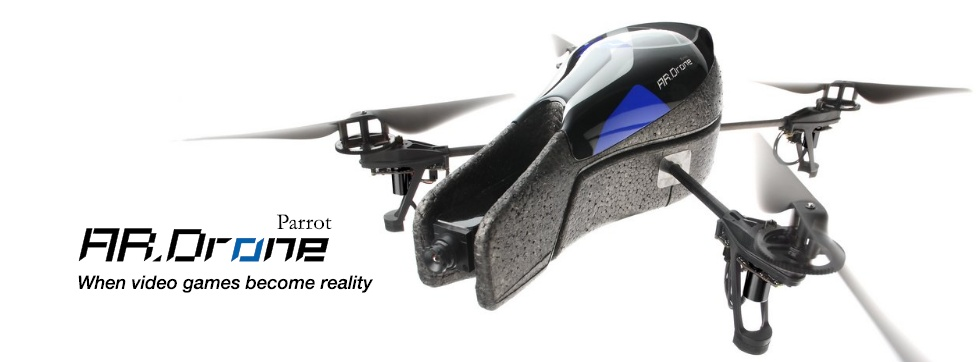 AR.Drone
Parrot
AR.Drone
When video games become reality